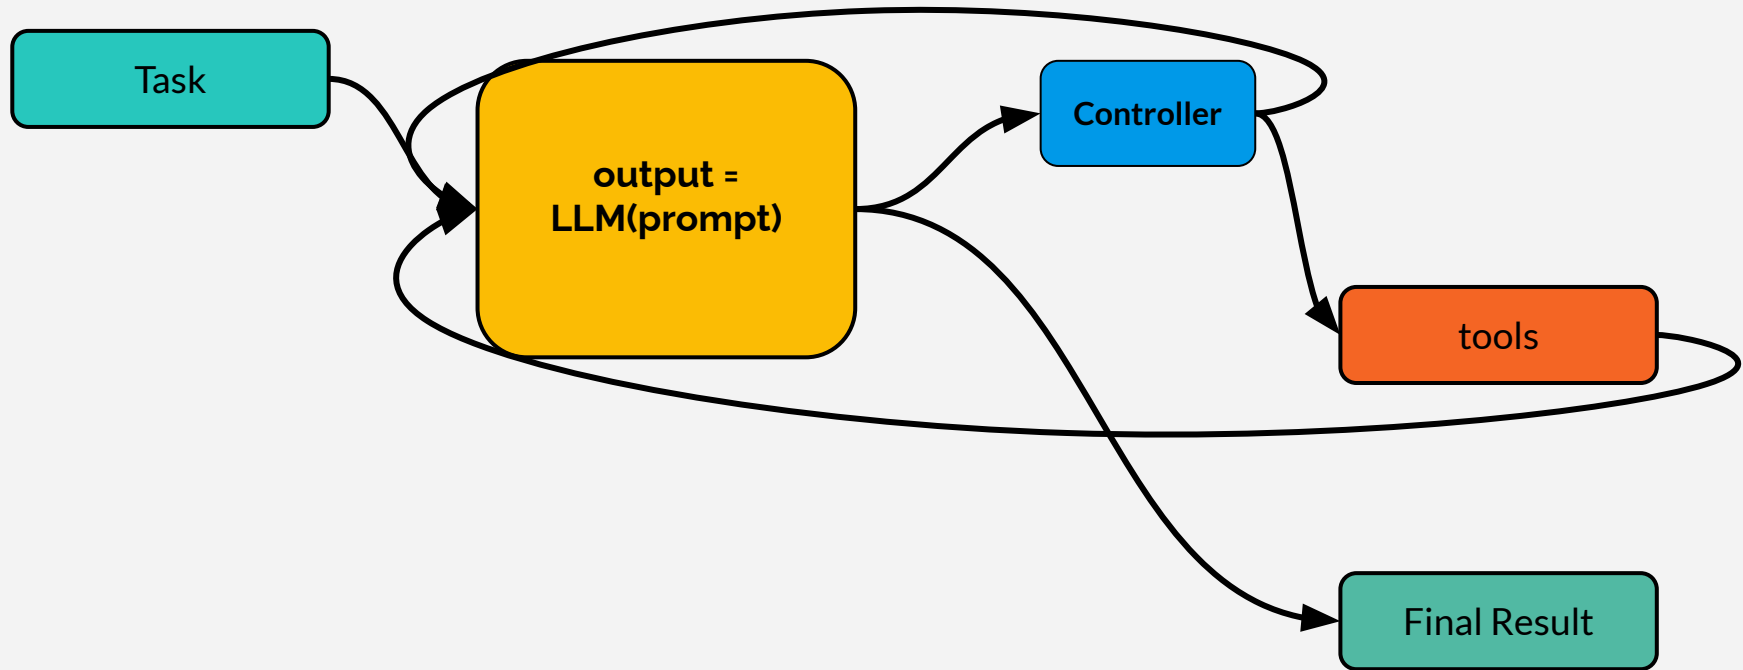 Task
output =
LLM(prompt)
Controller
tools
Final Result